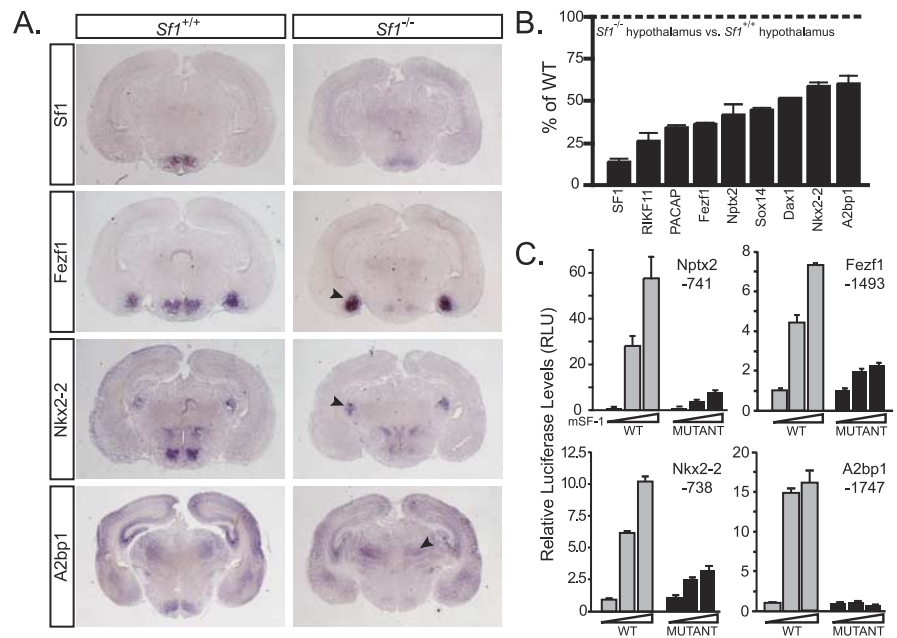 A.
Sf1+/+
Sf1-/-
Sf1
Fezf1
Nkx2-2
A2bp1
B.
Sf1-/- hypothalamus vs. Sf1+/+ hypothalamus
% of WT
100
75
50
25
0
SF1
RIKF11
PACAP
Fezf1
Nptx2
Sox14
Dax1
Nkx2-2
A2bp1
C.
Relative Luciferase Levels (RLU)
Nptx2
-741
60
40
20
0
mSF-1
WT
MUTANT
Fezf1
-1493
8
6
4
2
0
WT
MUTANT
Nkx2-2
-738
12.5
10.0
7.5
5.0
2.5
0
WT
MUTANT
A2bp1
-1747
20
15
10
5
0
WT
MUTANT